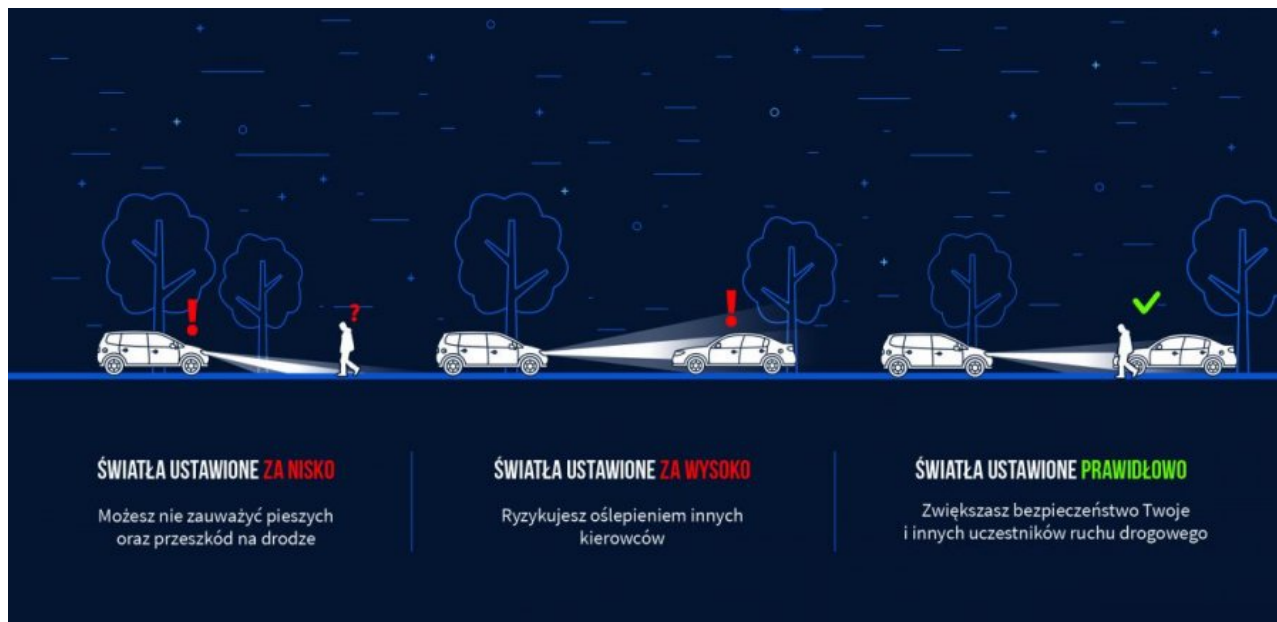 !
?
!
ŚWIATŁA USTAWIONE ZA NISKO
Możesz nie zauważyć pieszych
oraz przeszkód na drodze
ŚWIATŁA USTAWIONE ZA WYSOKO
Ryzykujesz oślepieniem innych
kierowców
ŚWIATŁA USTAWIONE PRAWIDŁOWO
Zwiększasz bezpieczeństwo Twoje
i innych uczestników ruchu drogowego